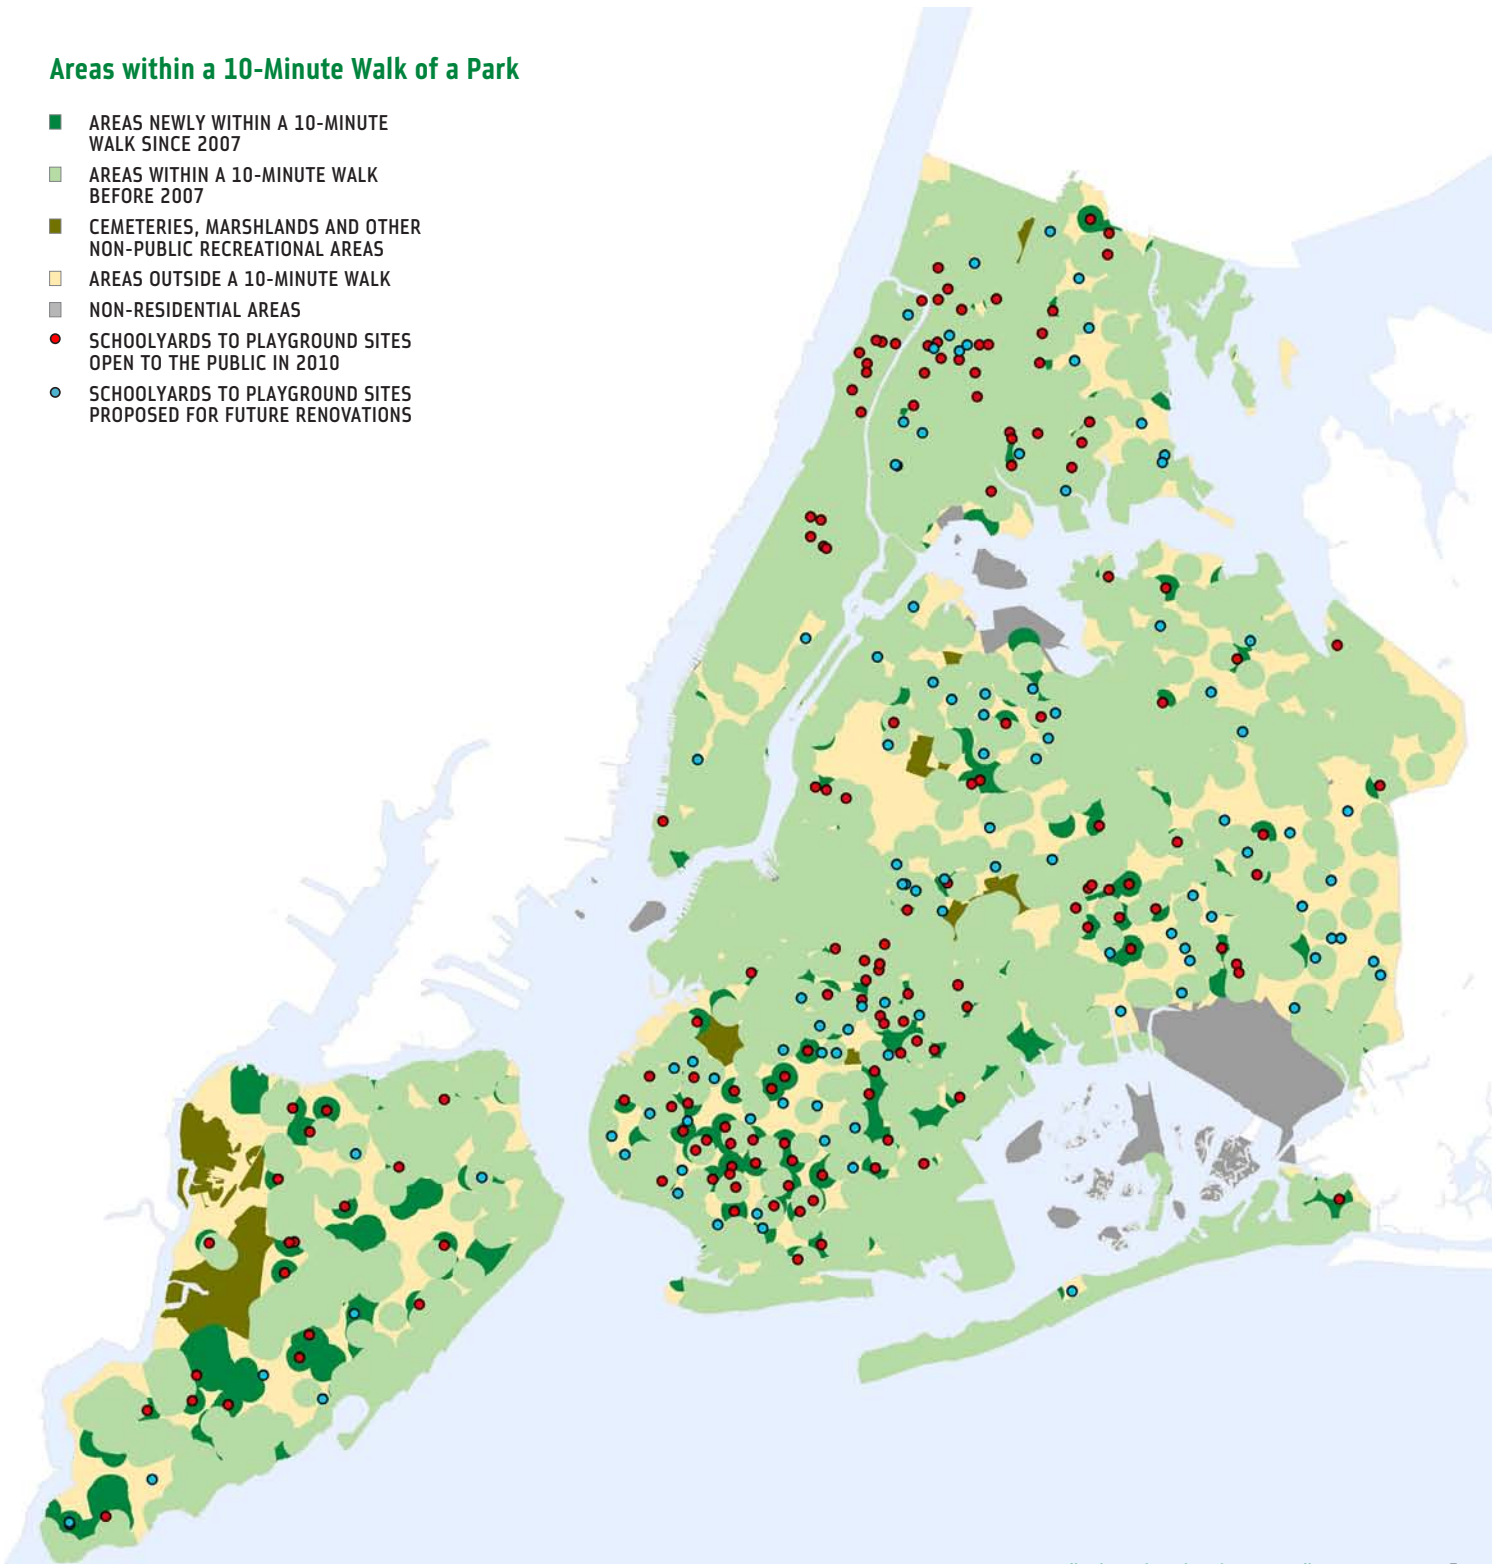 Areas within a 10-Minute Walk of a Park
AREAS NEWLY WITHIN A 10-MINUTE
WALK SINCE 2007
AREAS WITHIN A 10-MINUTE WALK
BEFORE 2007
CEMETERIES, MARSHLANDS AND OTHER
NON-PUBLIC RECREATIONAL AREAS
AREAS OUTSIDE A 10-MINUTE WALK
NON-RESIDENTIAL AREAS
SCHOOLYARDS TO PLAYGROUND SITES
OPEN TO THE PUBLIC IN 2010
SCHOOLYARDS TO PLAYGROUND SITES
PROPOSED FOR FUTURE RENOVATIONS